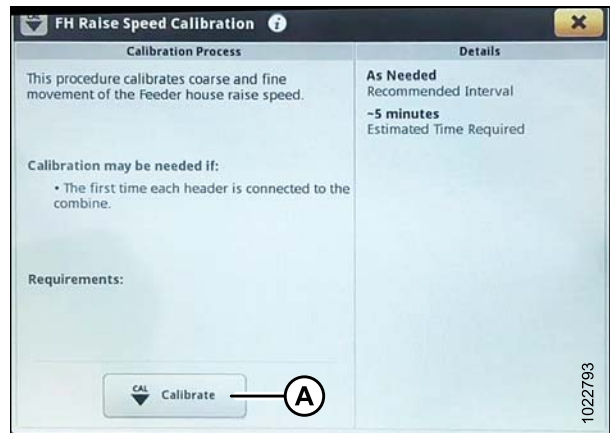 FH Raise Speed Calibration i
Calibration Process
This procedure calibrates coarse and fine
movement of the Feeder house raise speed.
Calibration may be needed if:
• The first time each header is connected to the
combine.
Requirements:
CAL Calibrate
A
Details
As Needed
Recommended Interval
~5 minutes
Estimated Time Required
1022793